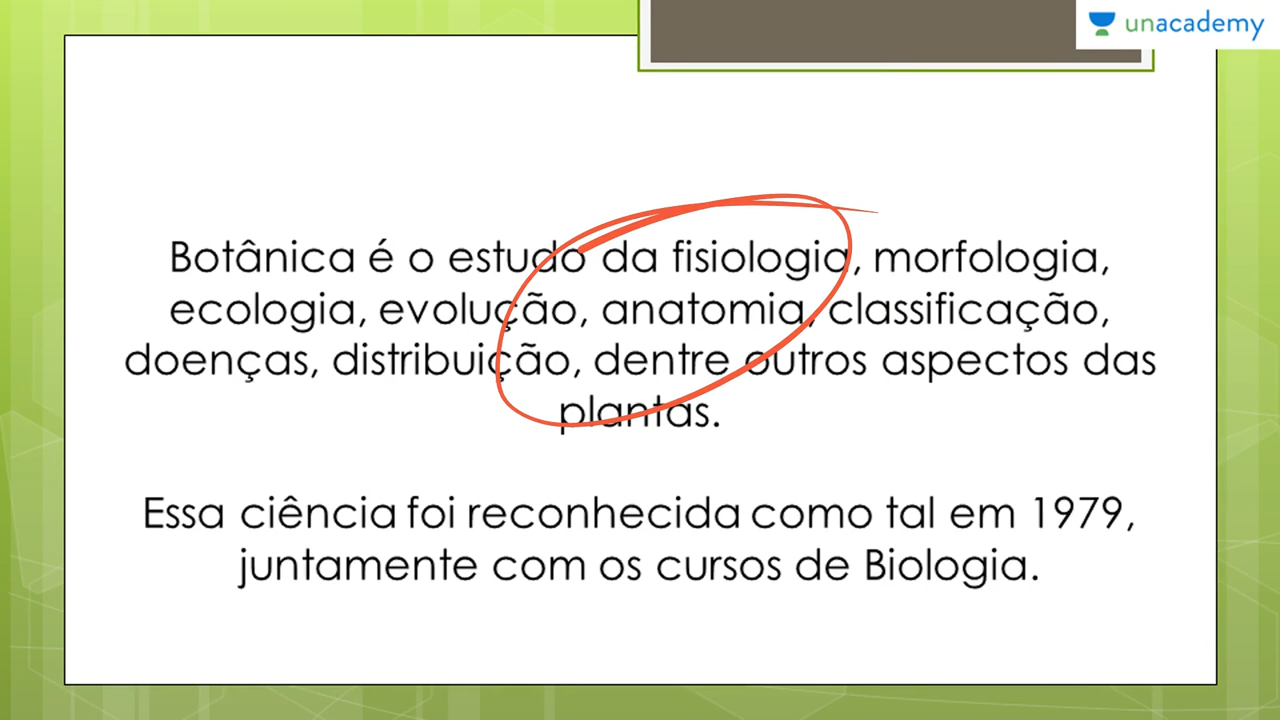 unacademy
Botânica é o estudo da fisiologia, morfologia,
ecologia, evolução, anatomia, classificação,
doenças, distribuição, dentre outros aspectos das
plantas.
Essa ciência foi reconhecida como tal em 1979,
juntamente com os cursos de Biologia.